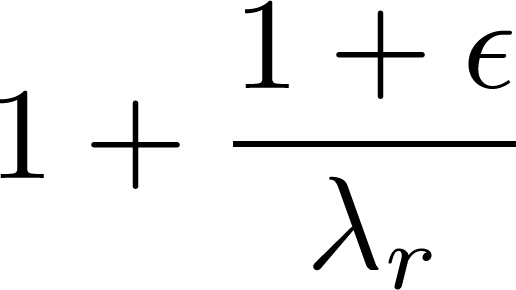 1 + \frac{1 + \epsilon}{\lambda_r}